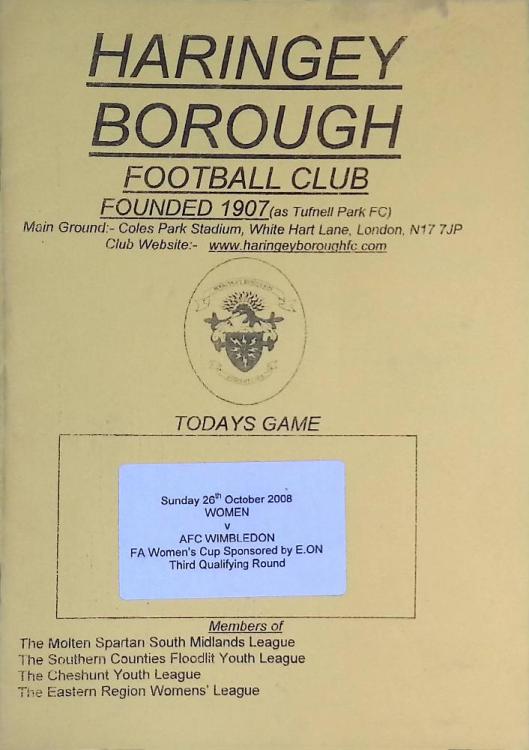 HARINGEY
BOROUGH
FOOTBALL CLUB
FOUNDED 1907(as Tufnell Park FC)
Main Ground:- Coles Park Stadium, White Hart Lane, London, N17 7JP
Club Website:- www.haringeyboroughfc.com
TODAYS GAME
Sunday 26th October 2008
WOMEN
v
AFC WIMBLEDON
FA Women's Cup Sponsored by E.ON
Third Qualifying Round
Members of
The Molten Spartan South Midlands League
The Southern Counties Floodlit Youth League
The Cheshunt Youth League
The Eastern Region Womens' League